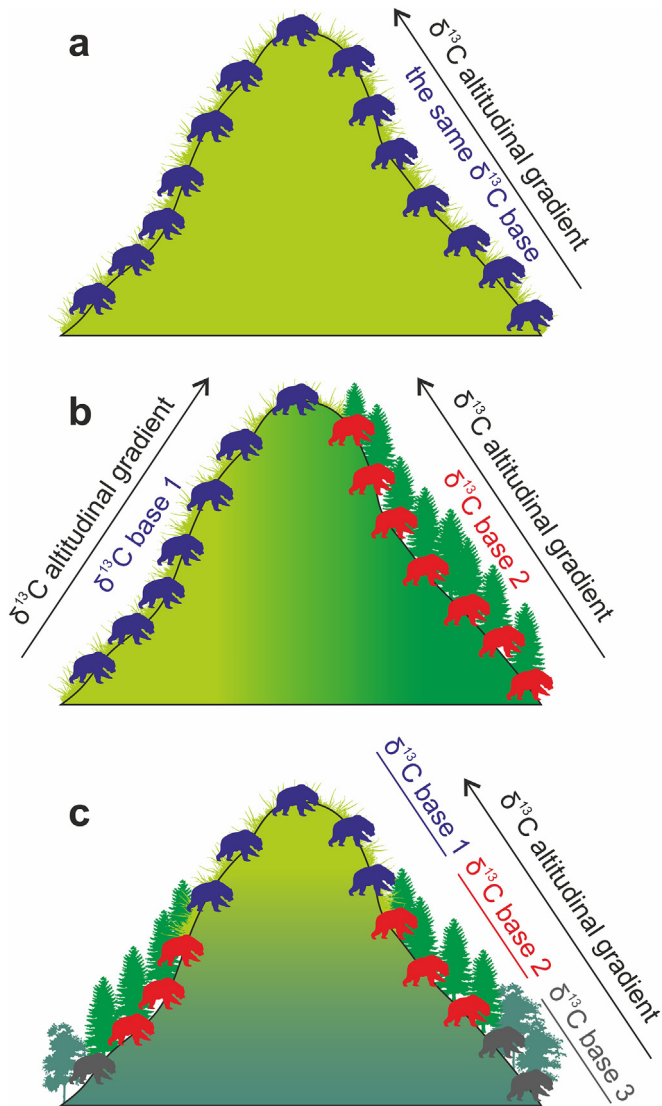 a
δ¹³C altitudinal gradient
the same δ¹³C base
b
δ¹³C altitudinal gradient
δ¹³C base 1
δ¹³C altitudinal gradient
δ¹³C base 2
c
δ¹³C base 1
δ¹³C altitudinal gradient
δ¹³C base 2
δ¹³C base 3